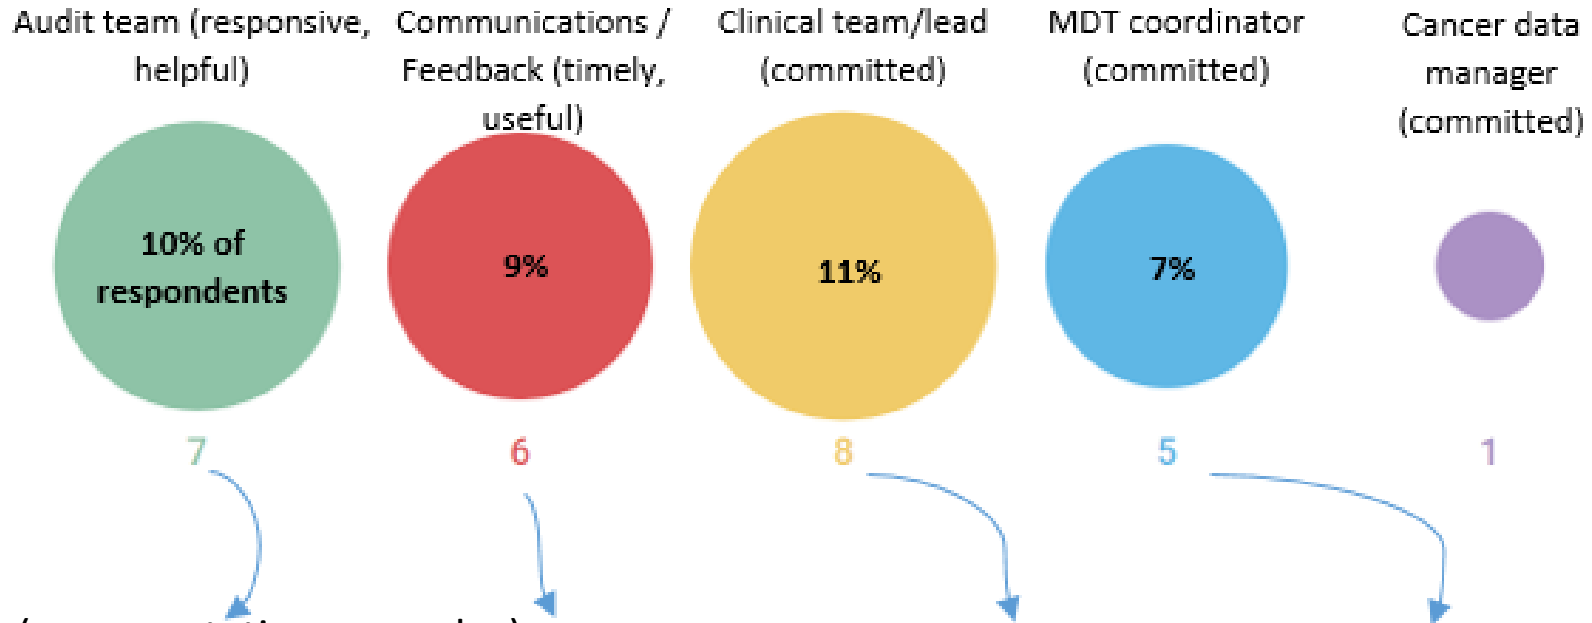 Audit team (responsive,
helpful)
Communications /
Feedback (timely,
useful)
Clinical team/lead
(committed)
MDT coordinator
(committed)
Cancer data
manager
(committed)
10% of
respondents
9%
11%
7%
7
6
8
5
1